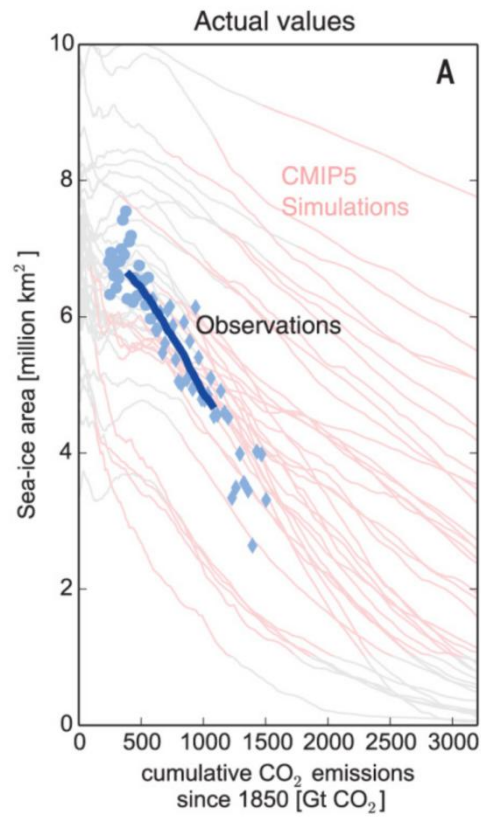 Actual values
A
10
8
6
4
2
0
Sea-ice area [million km²]
CMIP5
Simulations
Observations
0 500 1000 1500 2000 2500 3000
cumulative CO₂ emissions
since 1850 [Gt CO₂]